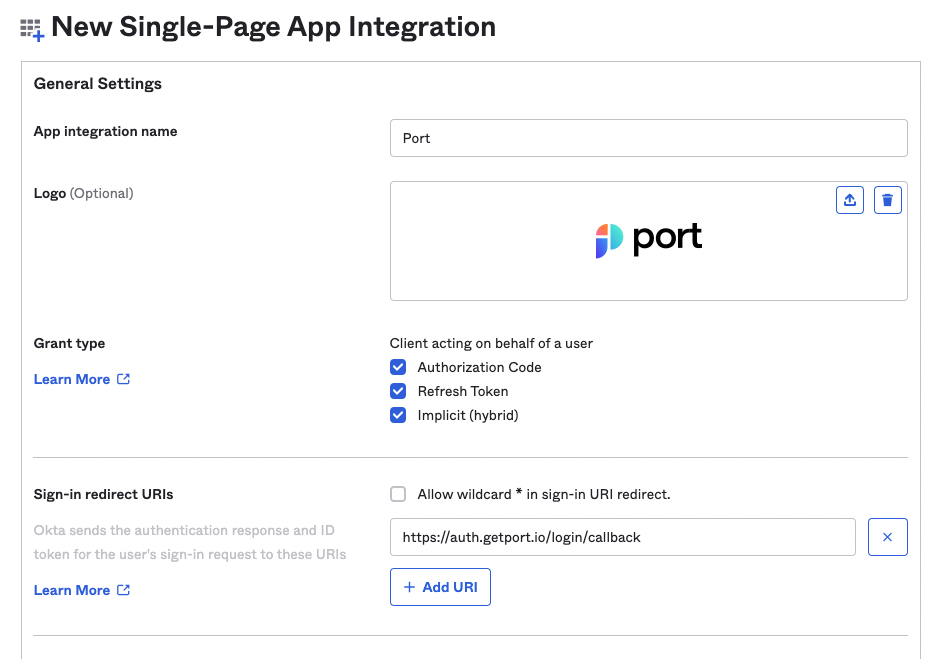 New Single-Page App Integration
General Settings
App integration name
Port
Logo (Optional)
port
Grant type
Client acting on behalf of a user
Learn More
Authorization Code
Refresh Token
Implicit (hybrid)
Sign-in redirect URIs
Allow wildcard * in sign-in URI redirect.
Okta sends the authentication response and ID
token for the user's sign-in request to these URIs
https://auth.getport.io/login/callback
Learn More
+ Add URI